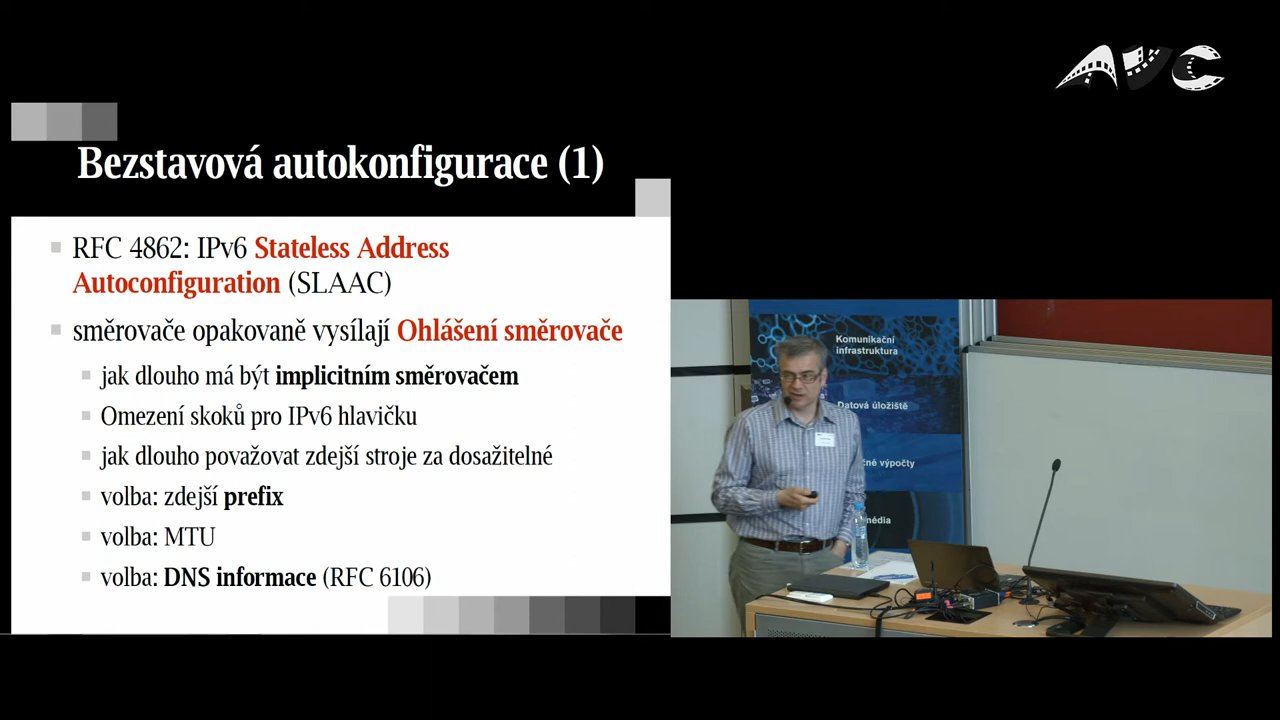 AVC
Bezstavová autokonfigurace (1)
RFC 4862: IPv6 Stateless Address
Autoconfiguration (SLAAC)
směrovače opakovaně vysílají Ohlášení směrovače
jak dlouho má být implicitním směrovačem
Omezení skoků pro IPv6 hlavičku
jak dlouho považovat zdejší stroje za dosažitelné
volba: zdejší prefix
volba: MTU
volba: DNS informace (RFC 6106)
Komunikační
infrastruktura
Datová úložiště
výpočty